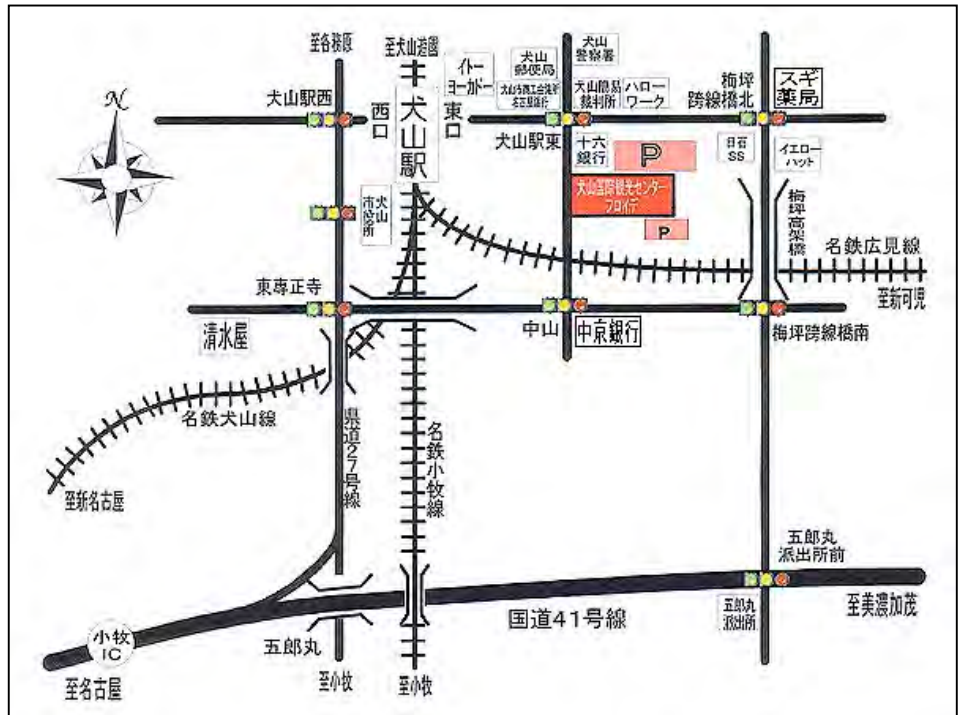 至各務原
至犬山遊園
N
犬山駅西
西口
犬山駅
東口
イトー
ヨーカドー
犬山
郵便局
犬山
警察署
犬山簡易
裁判所
ハロー
ワーク
梅坪
跨線橋北
スギ
薬局
犬山駅東
十六
銀行
P
日石
SS
イエロー
ハット
犬山国際観光センター
フロイデ
P
犬山
市役所
梅坪高架橋
名鉄広見線
至新可児
東専正寺
清水屋
中山
中京銀行
梅坪跨線橋南
名鉄犬山線
県道27号線
名鉄小牧線
至新名古屋
五郎丸
派出所前
小牧
IC
五郎丸
国道41号線
五郎丸
派出所
至美濃加茂
至名古屋
至小牧
至小牧